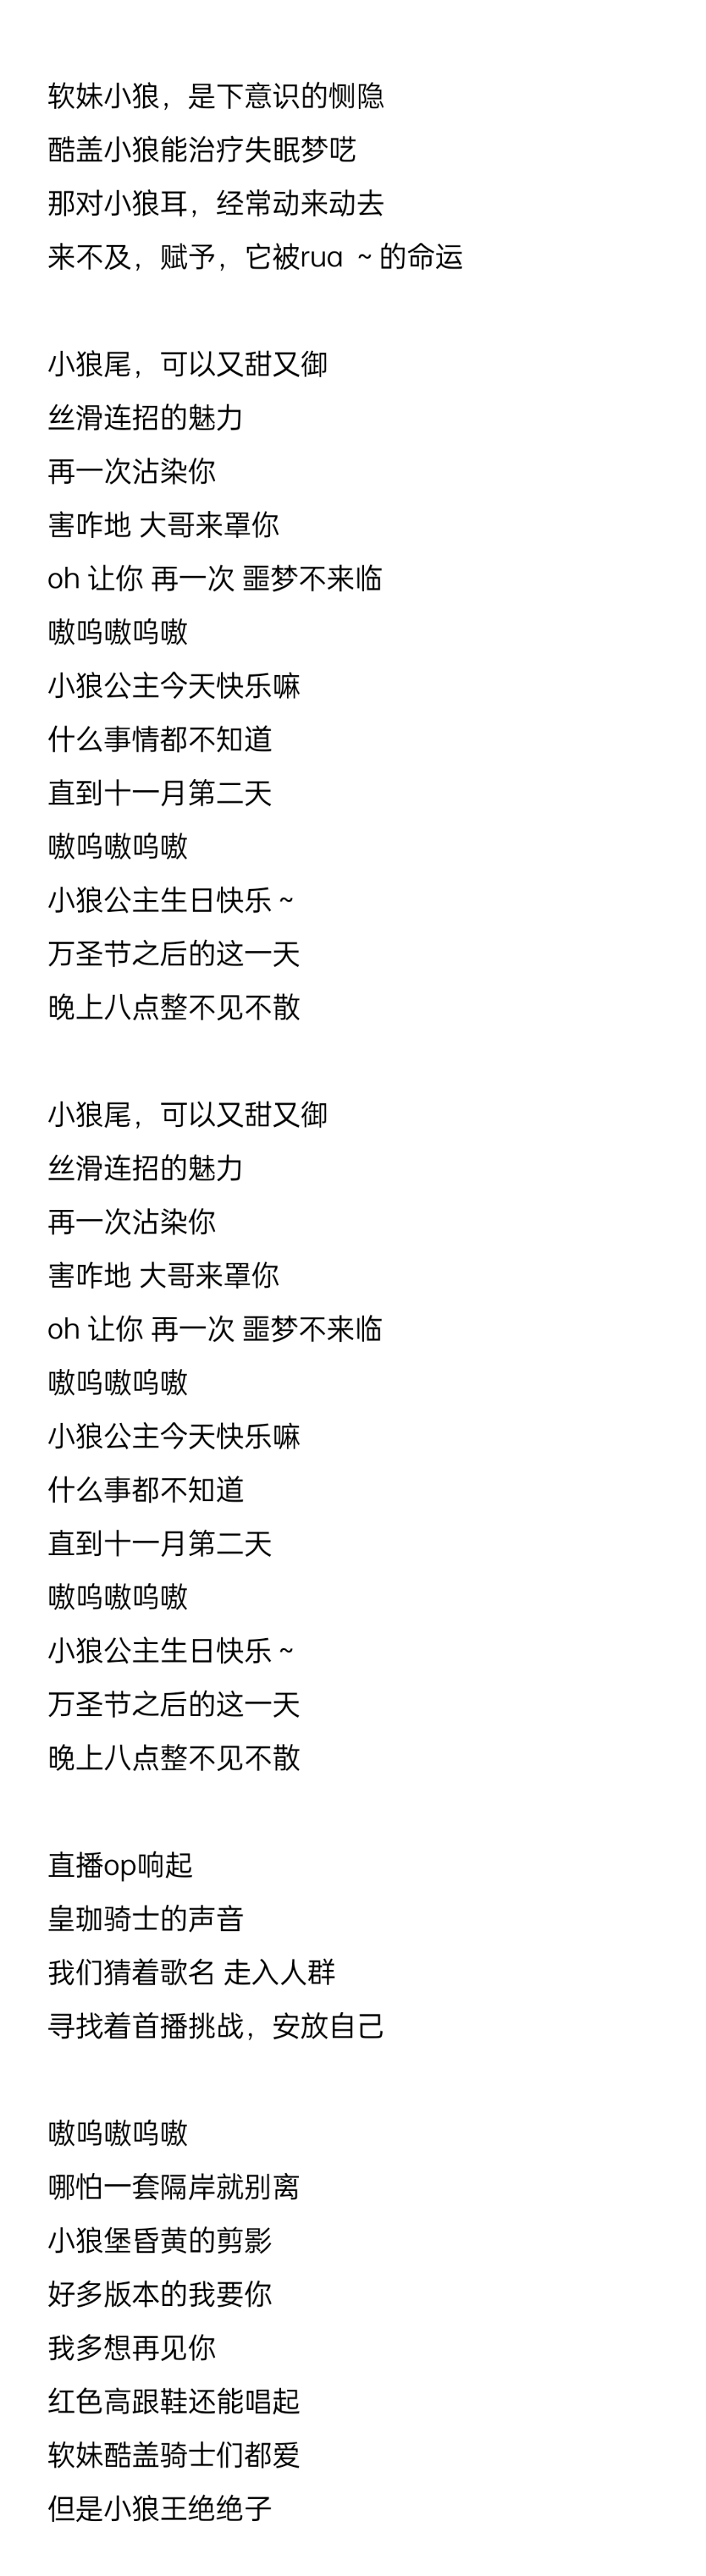 软妹小狼，是下意识的恻隐
酷盖小狼能治疗失眠梦呓
那对小狼耳，经常动来动去
来不及，赋予，它被rua ~ 的命运
小狼尾，可以又甜又御
丝滑连招的魅力
再一次沾染你
害咋地 大哥来罩你
oh 让你 再一次 噩梦不来临
嗷呜嗷呜嗷
小狼公主今天快乐嘛
什么事情都不知道
直到十一月第二天
嗷呜嗷呜嗷
小狼公主生日快乐 ~
万圣节之后的这一天
晚上八点整不见不散
小狼尾，可以又甜又御
丝滑连招的魅力
再一次沾染你
害咋地 大哥来罩你
oh 让你 再一次 噩梦不来临
嗷呜嗷呜嗷
小狼公主今天快乐嘛
什么事都不知道
直到十一月第二天
嗷呜嗷呜嗷
小狼公主生日快乐 ~
万圣节之后的这一天
晚上八点整不见不散
直播op响起
皇珈骑士的声音
我们猜着歌名 走入人群
寻找着首播挑战，安放自己
嗷呜嗷呜嗷
哪怕一套隔岸就别离
小狼堡昏黄的剪影
好多版本的我要你
我多想再见你
红色高跟鞋还能唱起
软妹酷盖骑士们都爱
但是小狼王绝绝子